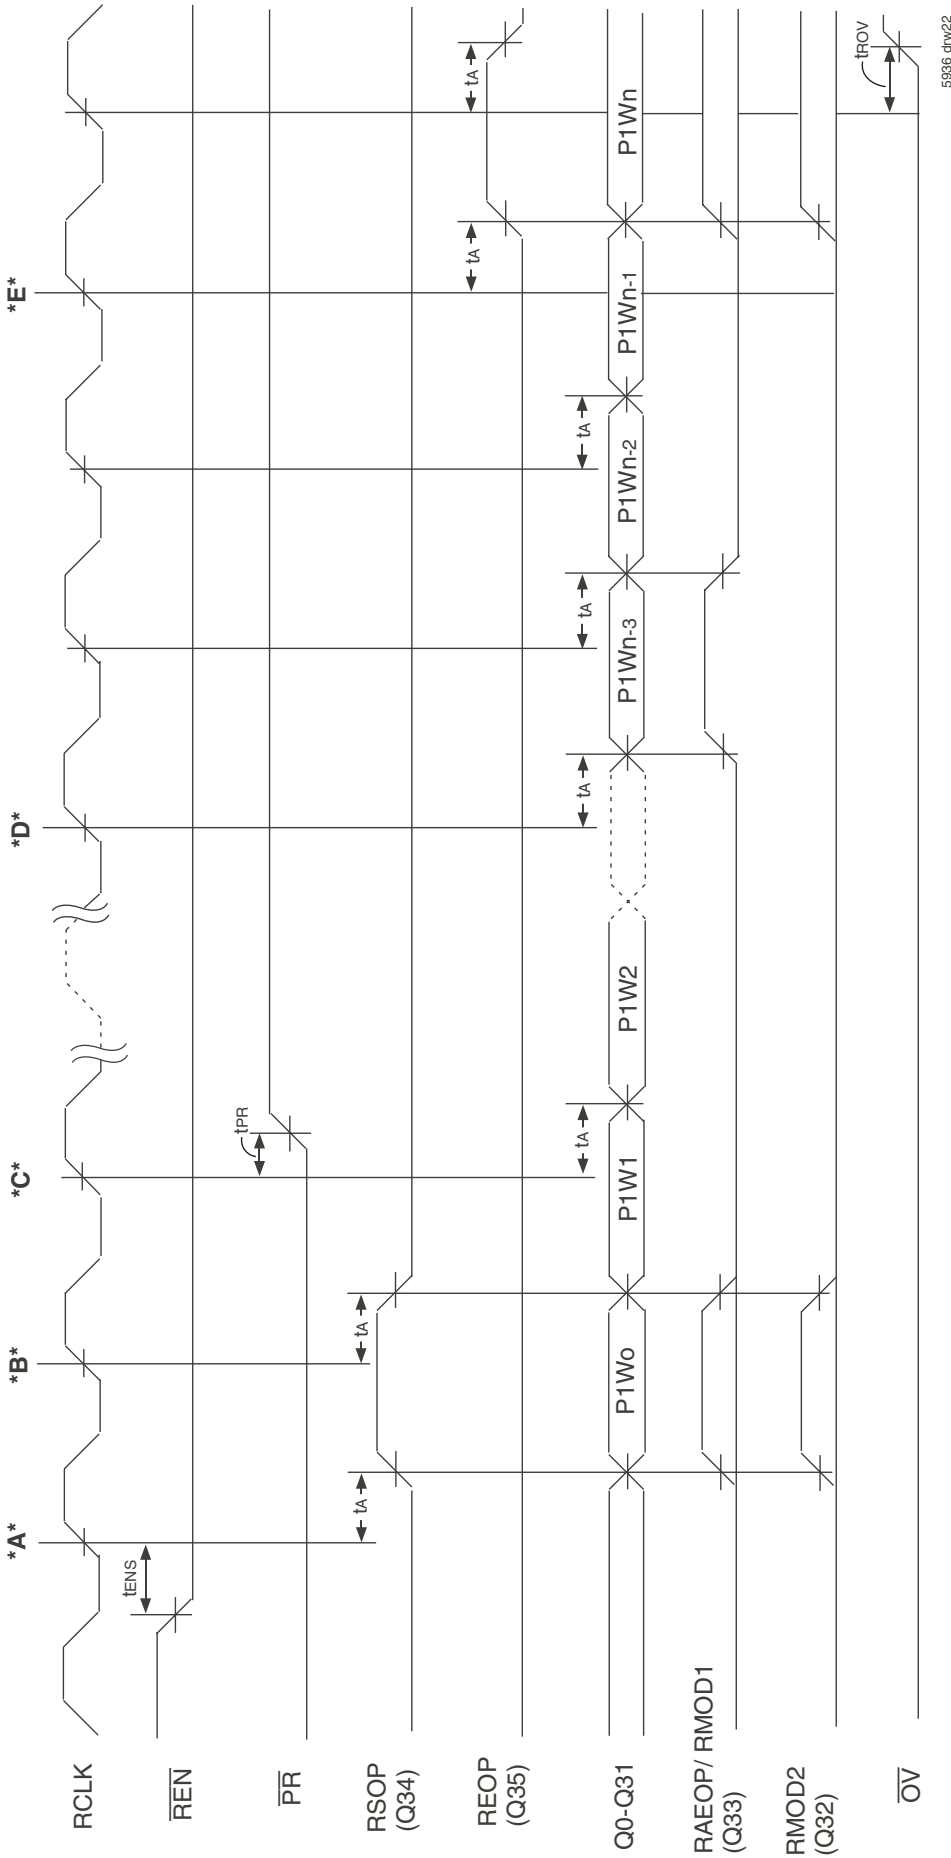 *A*
*B*
*C*
*D*
*E*
RCLK
tENS
REN
tPR
PR
tA
tA
RSOP
(Q34)
tA
tA
REOP
(Q35)
tA
tA
tA
tA
tA
Q0-Q31
P1Wo
P1W1
P1W2
P1Wn-3
P1Wn-2
P1Wn-1
P1Wn
RAEOP/ RMOD1
(Q33)
RMOD2
(Q32)
tROV
OV
5936 drw22